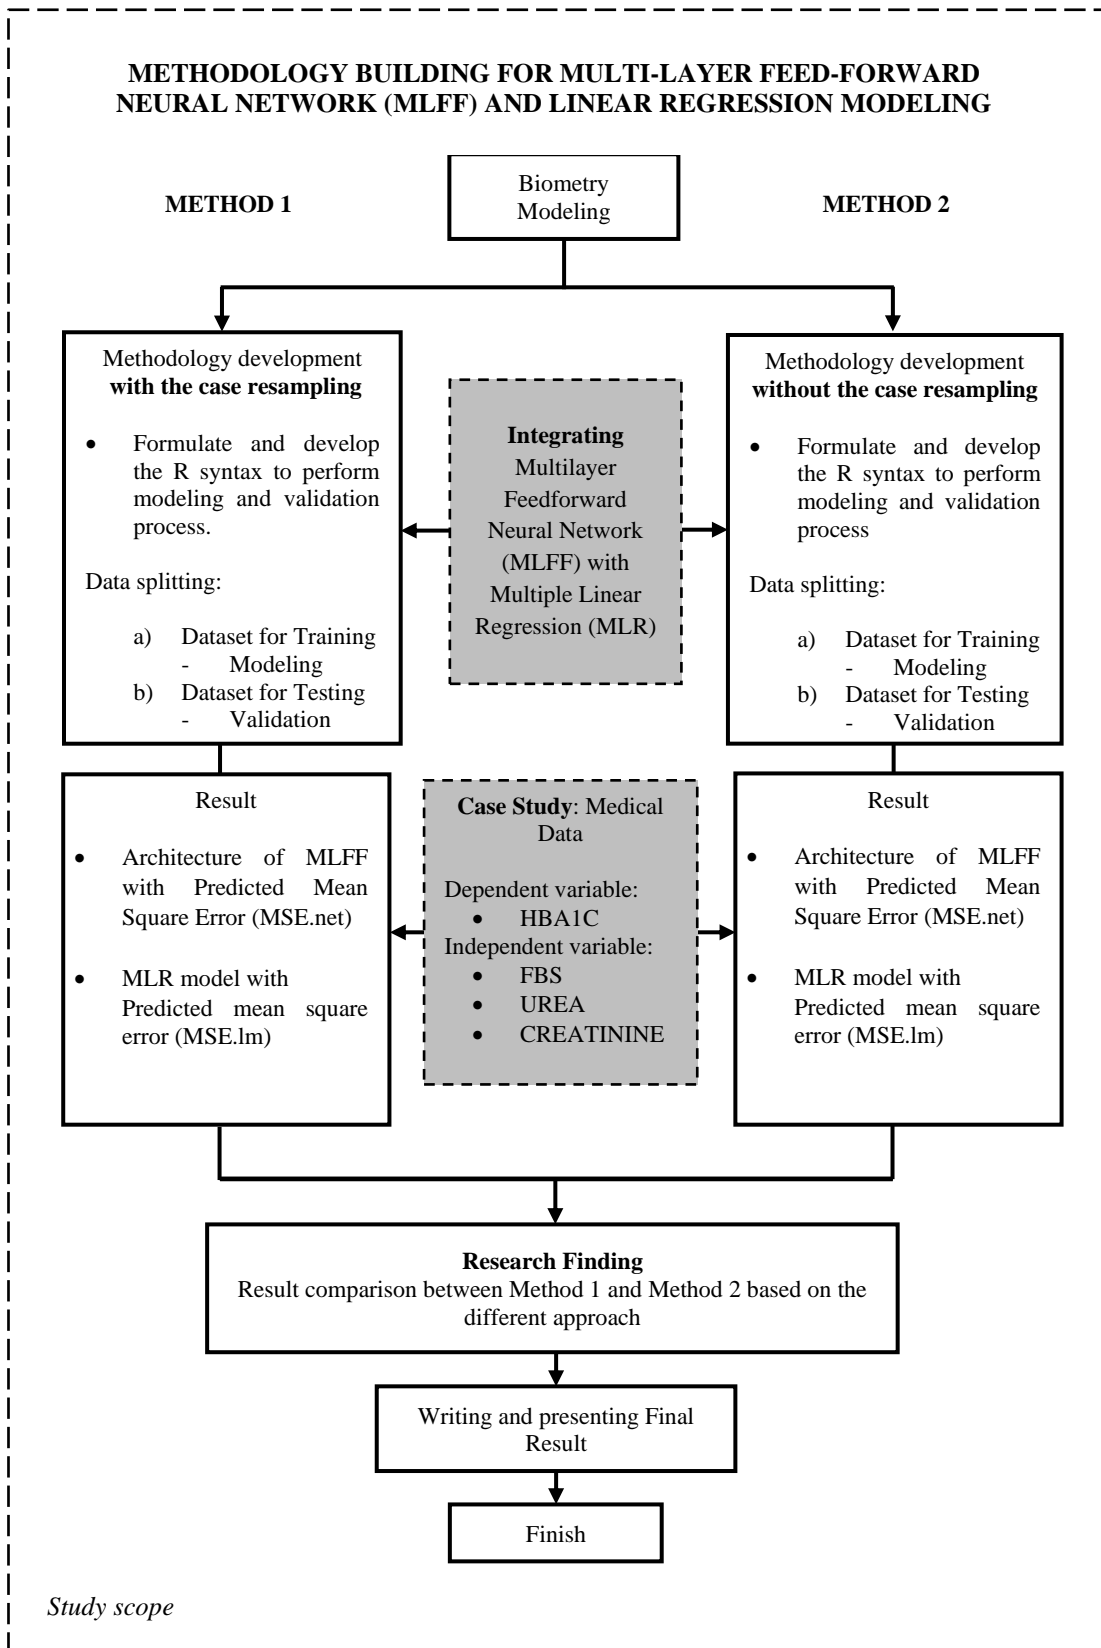 METHODOLOGY BUILDING FOR MULTI-LAYER FEED-FORWARD
NEURAL NETWORK (MLFF) AND LINEAR REGRESSION MODELING
METHOD 1
Biometry
Modeling
METHOD 2
Methodology development
with the case resampling
• Formulate and develop
the R syntax to perform
modeling and validation
process.
Data splitting:
a) Dataset for Training
- Modeling
b) Dataset for Testing
- Validation
Integrating
Multilayer
Feedforward
Neural Network
(MLFF) with
Multiple Linear
Regression (MLR)
Methodology development
without the case resampling
• Formulate and develop
the R syntax to perform
modeling and validation
process
Data splitting:
a) Dataset for Training
- Modeling
b) Dataset for Testing
- Validation
Result
• Architecture of MLFF
with Predicted Mean
Square Error (MSE.net)
• MLR model with
Predicted mean square
error (MSE.lm)
Case Study: Medical
Data
Dependent variable:
• HBA1C
Independent variable:
• FBS
• UREA
• CREATININE
Result
• Architecture of MLFF
with Predicted Mean
Square Error (MSE.net)
• MLR model with
Predicted mean square
error (MSE.lm)
Research Finding
Result comparison between Method 1 and Method 2 based on the
different approach
Writing and presenting Final
Result
Finish
Study scope